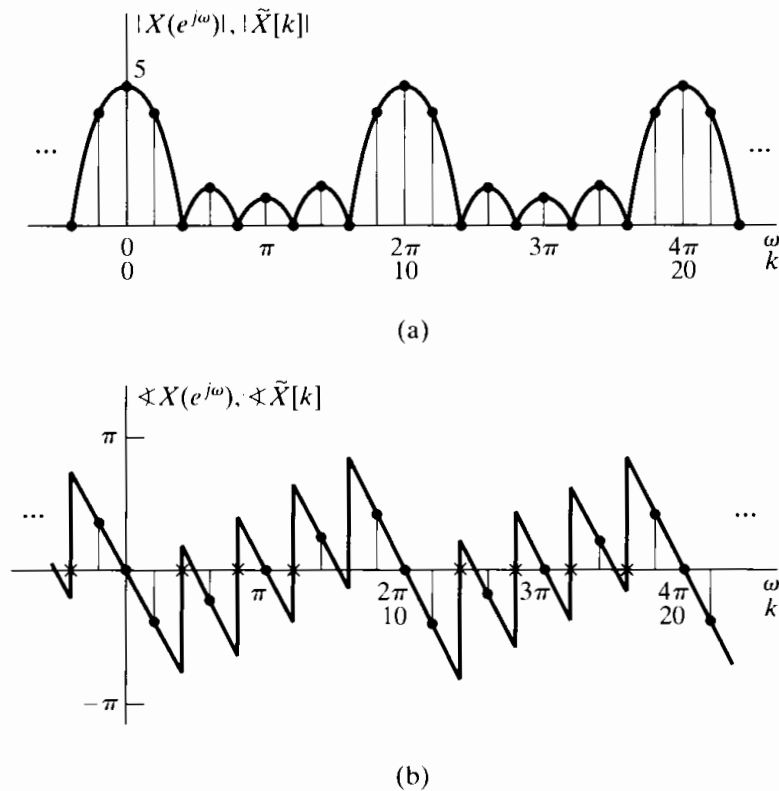 |X(e^{jω})|, |X̃[k]|
5
... ...
0 π 2π 3π 4π ω
0 10 20 k
(a)
∢X(e^{jω}), ∢X̃[k]
π
... ...
π 2π 3π 4π ω
10 20 k
−π
(b)